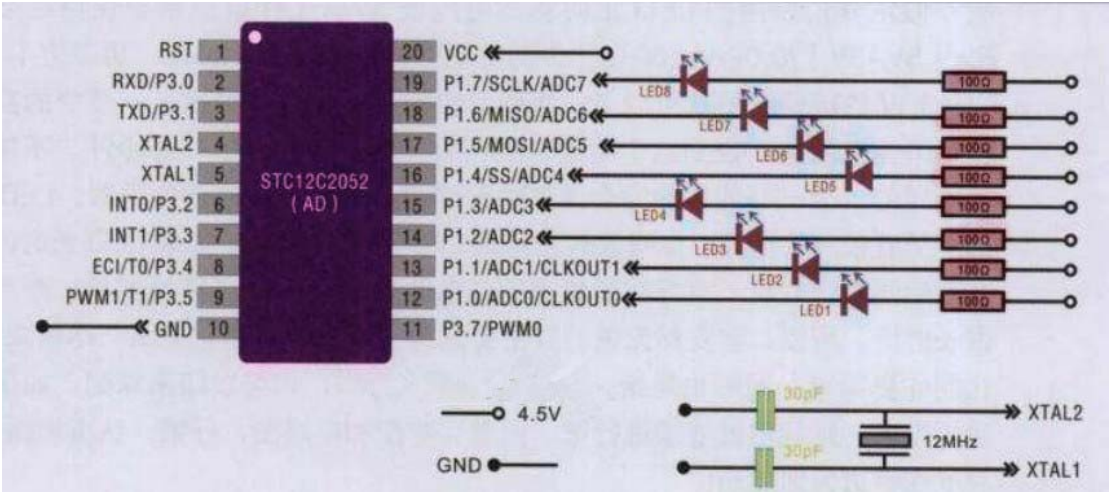 RST 1
RXD/P3.0 2
TXD/P3.1 3
XTAL2 4
XTAL1 5
INT0/P3.2 6
INT1/P3.3 7
ECI/T0/P3.4 8
PWM1/T1/P3.5 9
GND 10
STC12C2052
(AD)
20 VCC
19 P1.7/SCLK/ADC7
18 P1.6/MISO/ADC6
17 P1.5/MOSI/ADC5
16 P1.4/SS/ADC4
15 P1.3/ADC3
14 P1.2/ADC2
13 P1.1/ADC1/CLKOUT1
12 P1.0/ADC0/CLKOUT0
11 P3.7/PWM0
LED8 100Ω
LED7 100Ω
LED6 100Ω
LED5 100Ω
LED4 100Ω
LED3 100Ω
LED2 100Ω
LED1 100Ω
4.5V
GND
30pF
XTAL2
12MHz
30pF
XTAL1